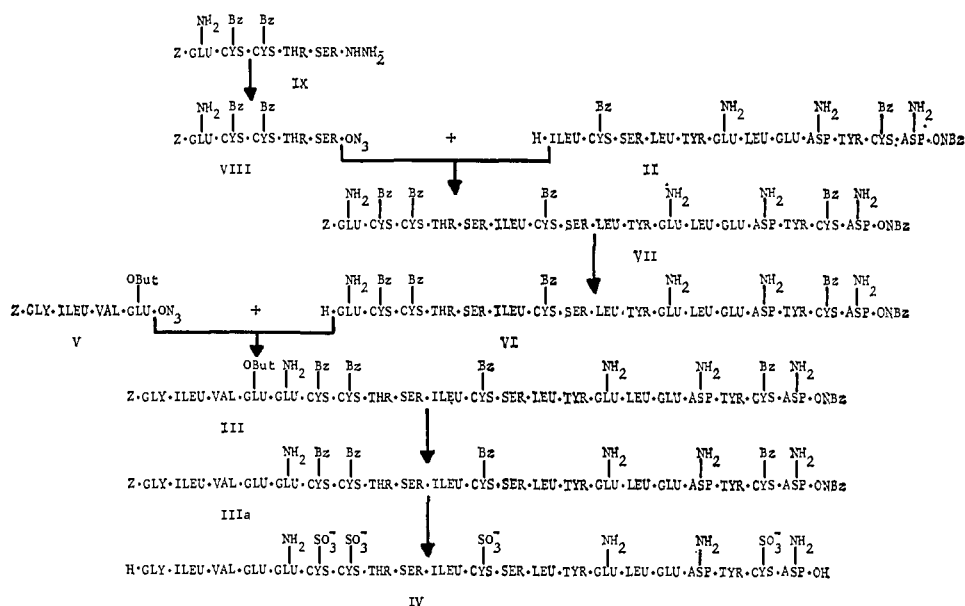 NH2 Bz Bz
Z·GLU·CYS·CYS·THR·SER·NHNH2
IX
NH2 Bz Bz
Z·GLU·CYS·CYS·THR·SER·ON3
+
Bz NH2 NH2 Bz NH2
H·ILEU·CYS·SER·LEU·TYR·GLU·LEU·GLU·ASP·TYR·CYS·ASP·ONBz
VIII
II
NH2 Bz Bz Bz NH2 NH2 Bz NH2
Z·GLU·CYS·CYS·THR·SER·ILEU·CYS·SER·LEU·TYR·GLU·LEU·GLU·ASP·TYR·CYS·ASP·ONBz
VII
OBut
Z·GLY·ILEU·VAL·GLU·ON3
+
NH2 Bz Bz Bz NH2 NH2 Bz NH2
H·GLU·CYS·CYS·THR·SER·ILEU·CYS·SER·LEU·TYR·GLU·LEU·GLU·ASP·TYR·CYS·ASP·ONBz
V
VI
OBut NH2 Bz Bz Bz NH2 NH2 Bz NH2
Z·GLY·ILEU·VAL·GLU·GLU·CYS·CYS·THR·SER·ILEU·CYS·SER·LEU·TYR·GLU·LEU·GLU·ASP·TYR·CYS·ASP·ONBz
III
NH2 Bz Bz Bz NH2 NH2 Bz NH2
Z·GLY·ILEU·VAL·GLU·GLU·CYS·CYS·THR·SER·ILEU·CYS·SER·LEU·TYR·GLU·LEU·GLU·ASP·TYR·CYS·ASP·ONBz
IIIa
NH2 SO3- SO3- SO3- NH2 NH2 SO3- NH2
H·GLY·ILEU·VAL·GLU·GLU·CYS·CYS·THR·SER·ILEU·CYS·SER·LEU·TYR·GLU·LEU·GLU·ASP·TYR·CYS·ASP·OH
IV